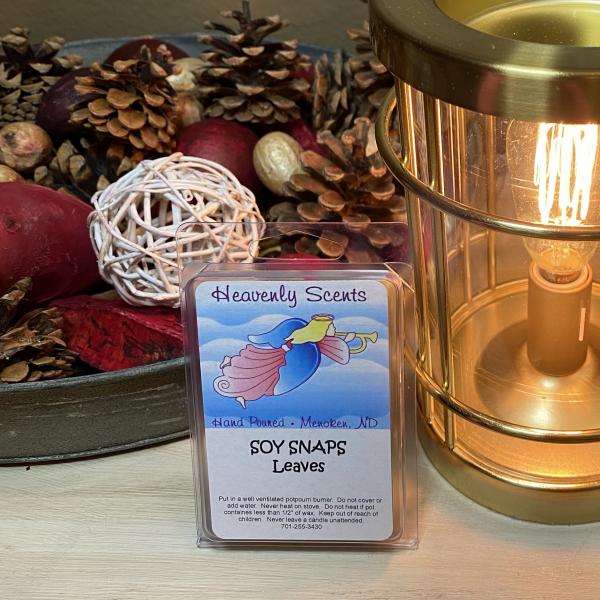 Heavenly Scents
Hand Poured • Menoken, ND
SOY SNAPS
Leaves
Put in a well ventilated potpourri burner. Do not cover or
add water. Never heat on stove. Do not heat if pot
containes less than 1/2" of wax. Keep out of reach of
children. Never leave a candle unattended.
701-255-3430